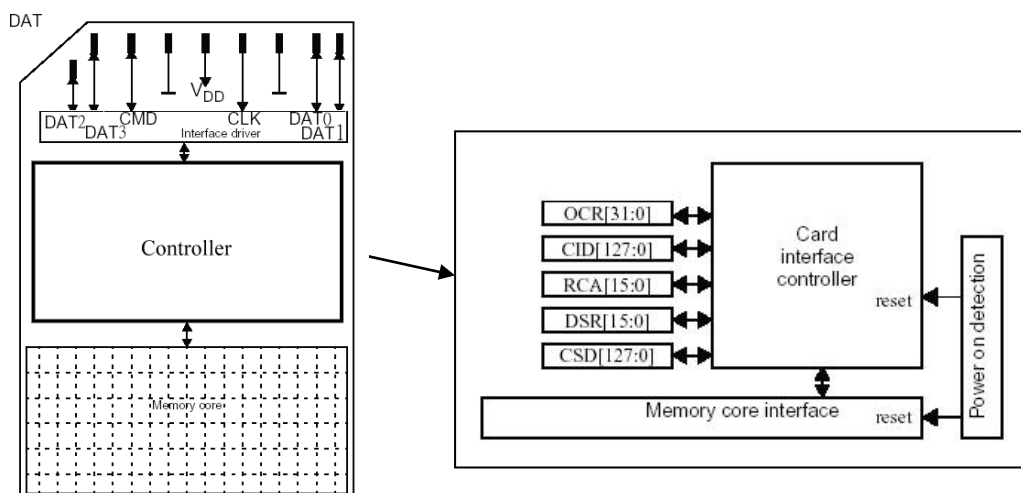 DAT
V
DD
DAT2
DAT3
CMD
CLK
DAT0
DAT1
Interface driver
Controller
Memory core
OCR[31:0]
CID[127:0]
RCA[15:0]
DSR[15:0]
CSD[127:0]
Card
interface
controller
reset
Memory core interface
reset
Power on detection